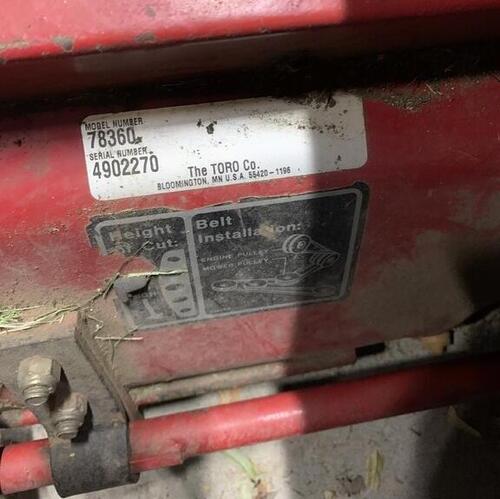 MODEL NUMBER
78360
SERIAL NUMBER
4902270
The TORO Co.
BLOOMINGTON, MN U.S.A. 55420-1196
Height
Cut:
Belt
Installation:
ENGINE PULLEY
MOWER PULLEY